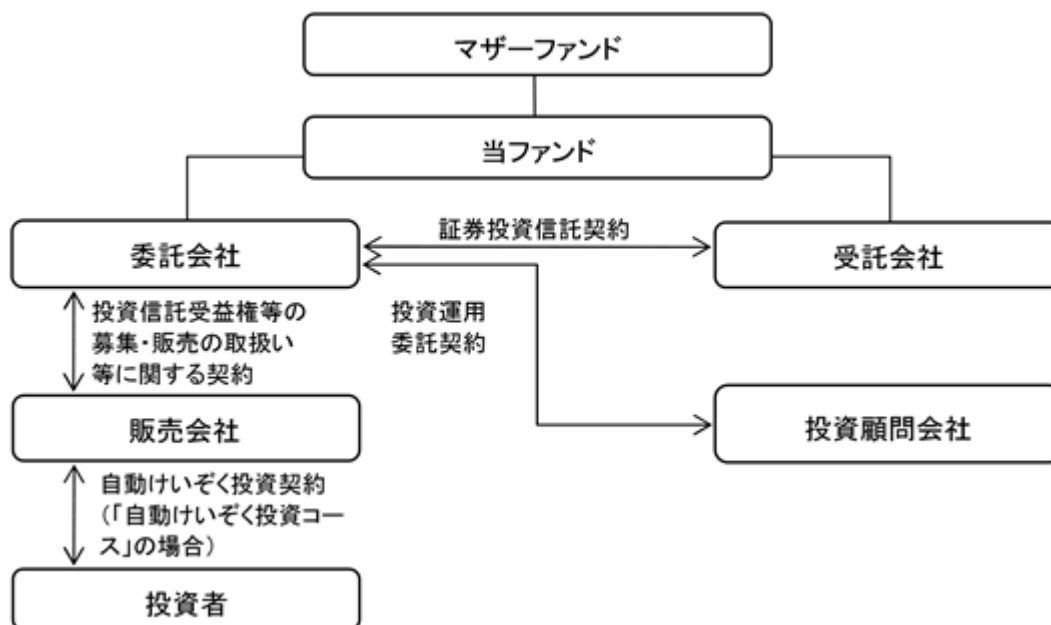 マザーファンド
当ファンド
委託会社
証券投資信託契約
受託会社
投資信託受益権等の
募集・販売の取扱い
等に関する契約
投資運用
委託契約
販売会社
投資顧問会社
自動けいぞく投資契約
(「自動けいぞく投資コー
ス」の場合)
投資者